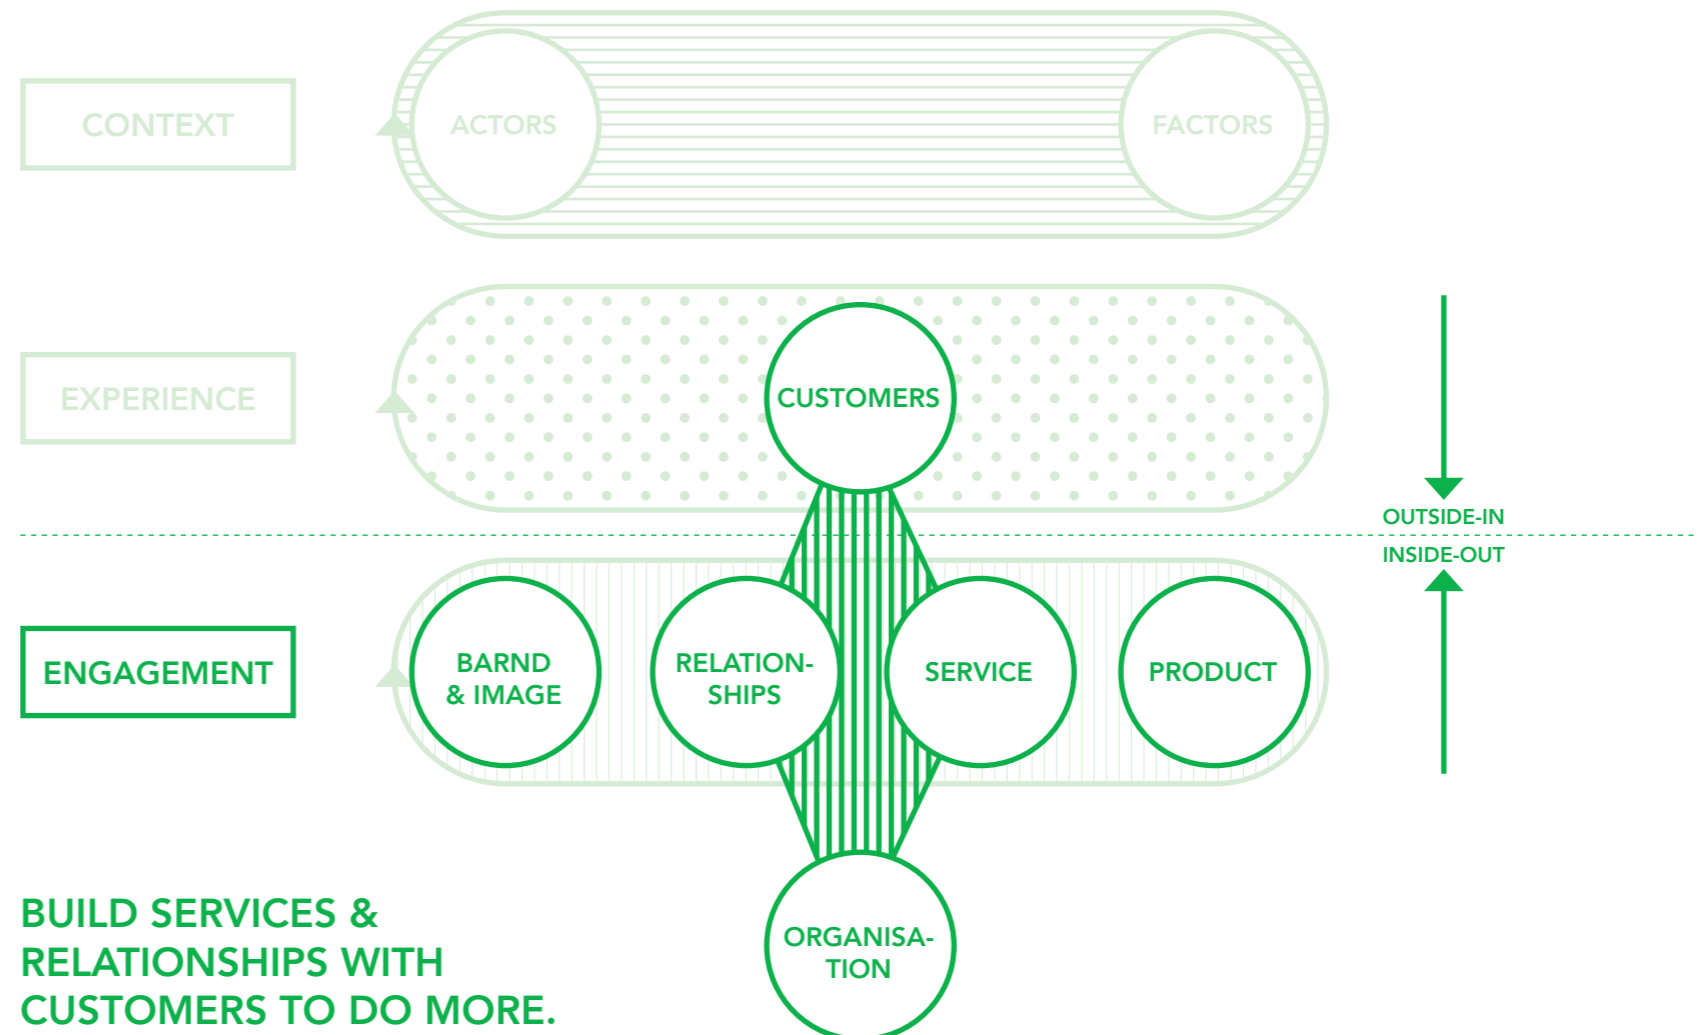 CONTEXT
ACTORS
FACTORS
EXPERIENCE
CUSTOMERS
OUTSIDE-IN
INSIDE-OUT
ENGAGEMENT
BARND
& IMAGE
RELATION-
SHIPS
SERVICE
PRODUCT
BUILD SERVICES &
RELATIONSHIPS WITH
CUSTOMERS TO DO MORE.
ORGANISA-
TION